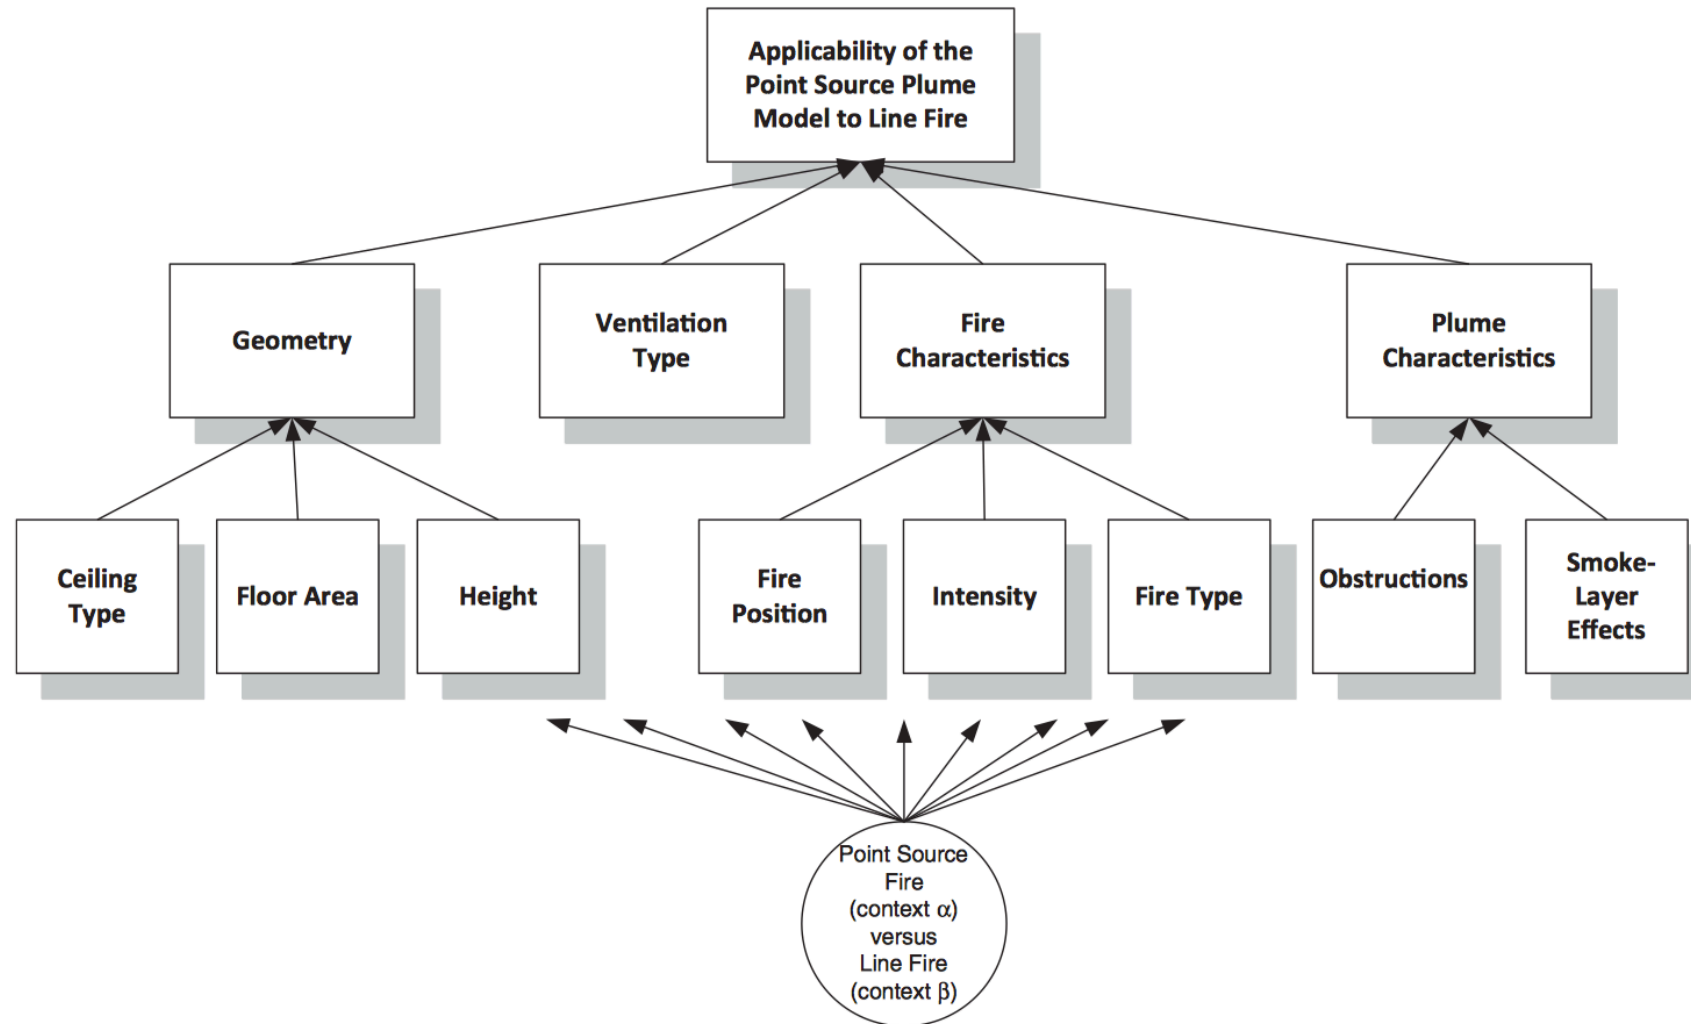 Applicability of the
Point Source Plume
Model to Line Fire
Geometry
Ventilation
Type
Fire
Characteristics
Plume
Characteristics
Ceiling
Type
Floor Area
Height
Fire
Position
Intensity
Fire Type
Obstructions
Smoke-
Layer
Effects
Point Source
Fire
(context α)
versus
Line Fire
(context β)